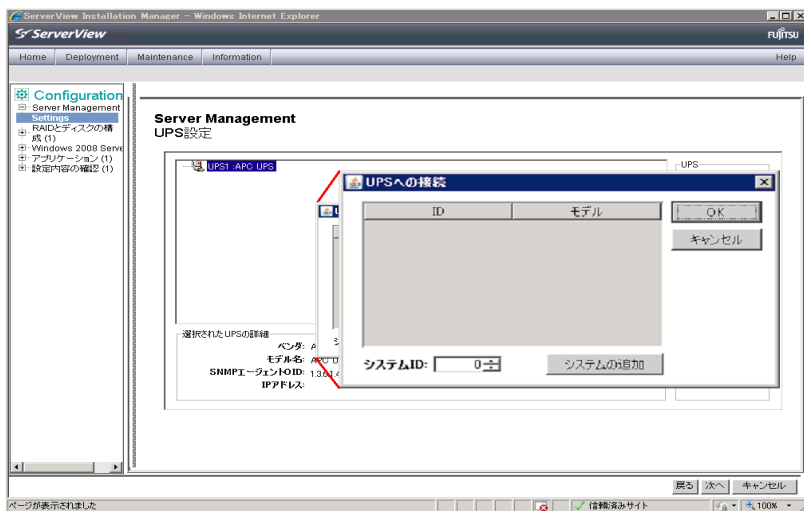 ServerView Installation Manager - Windows Internet Explorer
ServerView
FUJITSU
Home Deployment Maintenance Information Help
Configuration
Server Management
Settings
RAIDとディスクの構
成 (1)
Windows 2008 Serve
アプリケーション (1)
設定内容の確認 (1)
Server Management
UPS設定
UPS1 :APC UPS
UPS
UPSへの接続
ID モデル
OK
キャンセル
システムID: 0
システムの追加
選択されたUPSの詳細
ベンダ: A
モデル名: APC U
SNMPエージェントOID: 1.3.6.1.4
IPアドレス:
戻る 次へ キャンセル
ページが表示されました
信頼済みサイト
100%